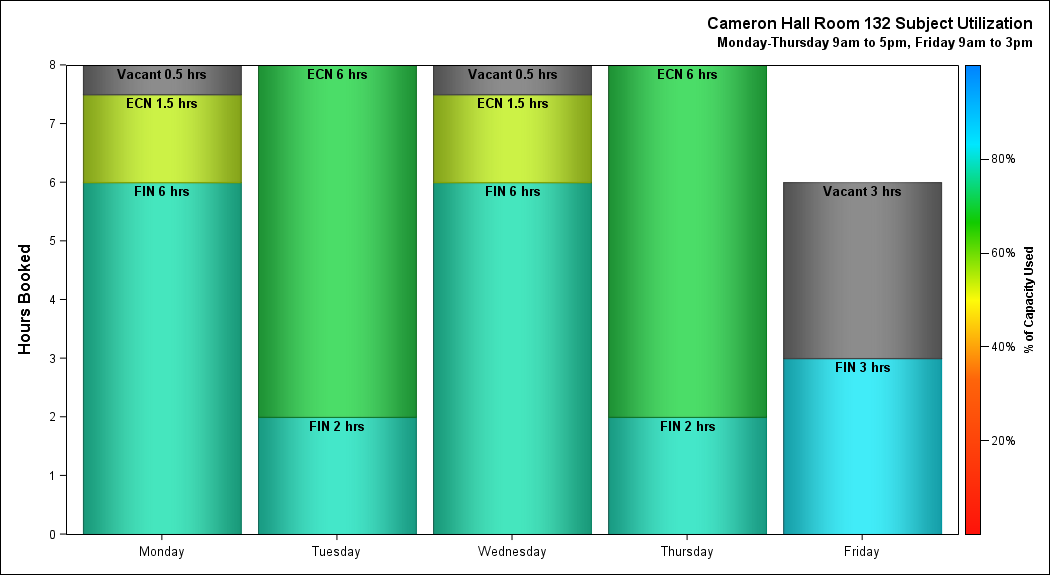 Cameron Hall Room 132 Subject Utilization
Monday-Thursday 9am to 5pm, Friday 9am to 3pm
Hours Booked
8
7
6
5
4
3
2
1
0
Vacant 0.5 hrs
ECN 1.5 hrs
FIN 6 hrs
ECN 6 hrs
FIN 2 hrs
Vacant 0.5 hrs
ECN 1.5 hrs
FIN 6 hrs
ECN 6 hrs
FIN 2 hrs
Vacant 3 hrs
FIN 3 hrs
Monday
Tuesday
Wednesday
Thursday
Friday
80%
60%
40%
20%
% of Capacity Used